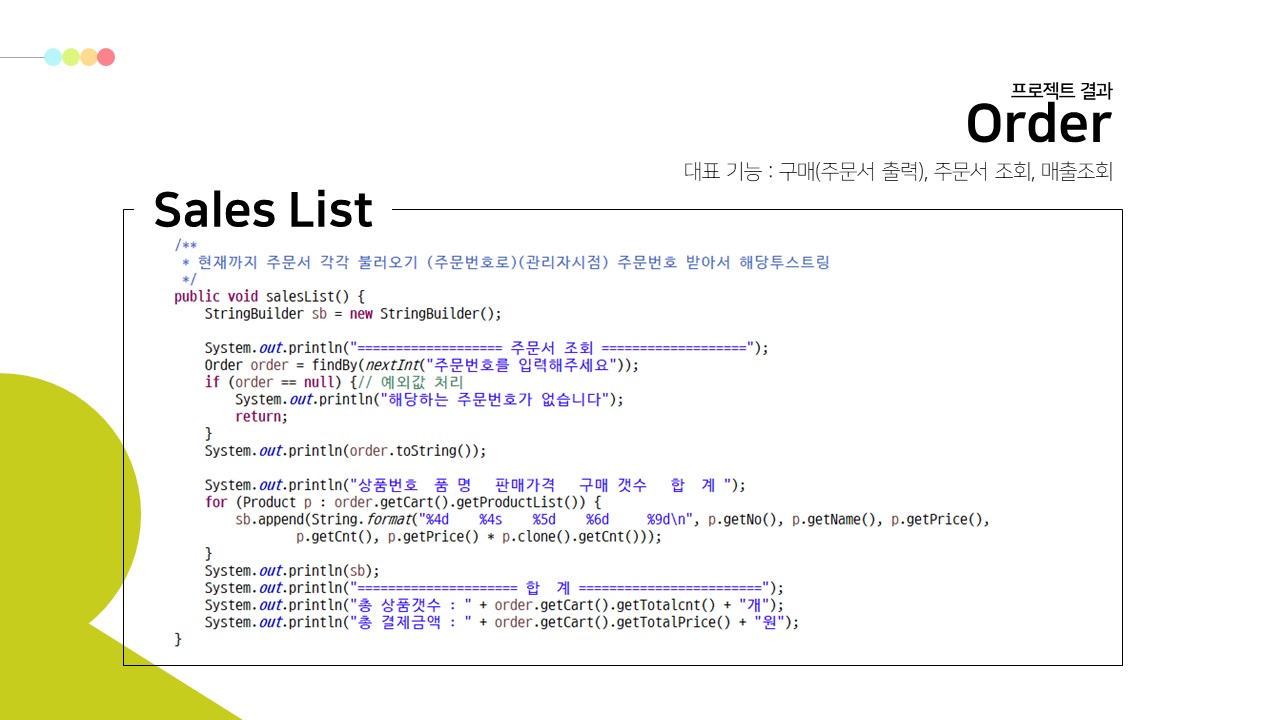 프로젝트 결과
Order
대표 기능 : 구매(주문서 출력), 주문서 조회, 매출조회
Sales List
/**
 * 현재까지 주문서 각각 불러오기 (주문번호로)(관리자시점) 주문번호 받아서 해당투스트링
 */
public void salesList() {
    StringBuilder sb = new StringBuilder();
    System.out.println("=================== 주문서 조회 ===================");
    Order order = findBy(nextInt("주문번호를 입력해주세요"));
    if (order == null) {// 예외값 처리
        System.out.println("해당하는 주문번호가 없습니다");
        return;
    }
    System.out.println(order.toString());
    System.out.println("상품번호  품 명   판매가격   구매 갯수   합  계 ");
    for (Product p : order.getCart().getProductList()) {
        sb.append(String.format("%4d    %4s    %5d    %6d     %9d\n", p.getNo(), p.getName(), p.getPrice(),
                p.getCnt(), p.getPrice() * p.clone().getCnt()));
    }
    System.out.println(sb);
    System.out.println("===================== 합  계 ========================");
    System.out.println("총 상품갯수 : " + order.getCart().getTotalcnt() + "개");
    System.out.println("총 결제금액 : " + order.getCart().getTotalPrice() + "원");
}